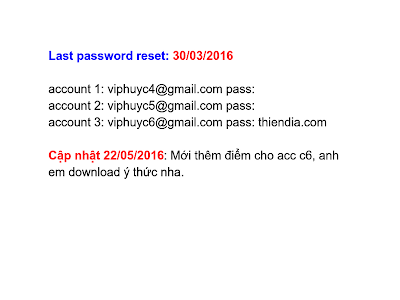 Last password reset: 30/03/2016
account 1: viphuyc4@gmail.com pass:
account 2: viphuyc5@gmail.com pass:
account 3: viphuyc6@gmail.com pass: thiendia.com
Cập nhật 22/05/2016: Mới thêm điểm cho acc c6, anh
em download ý thức nha.